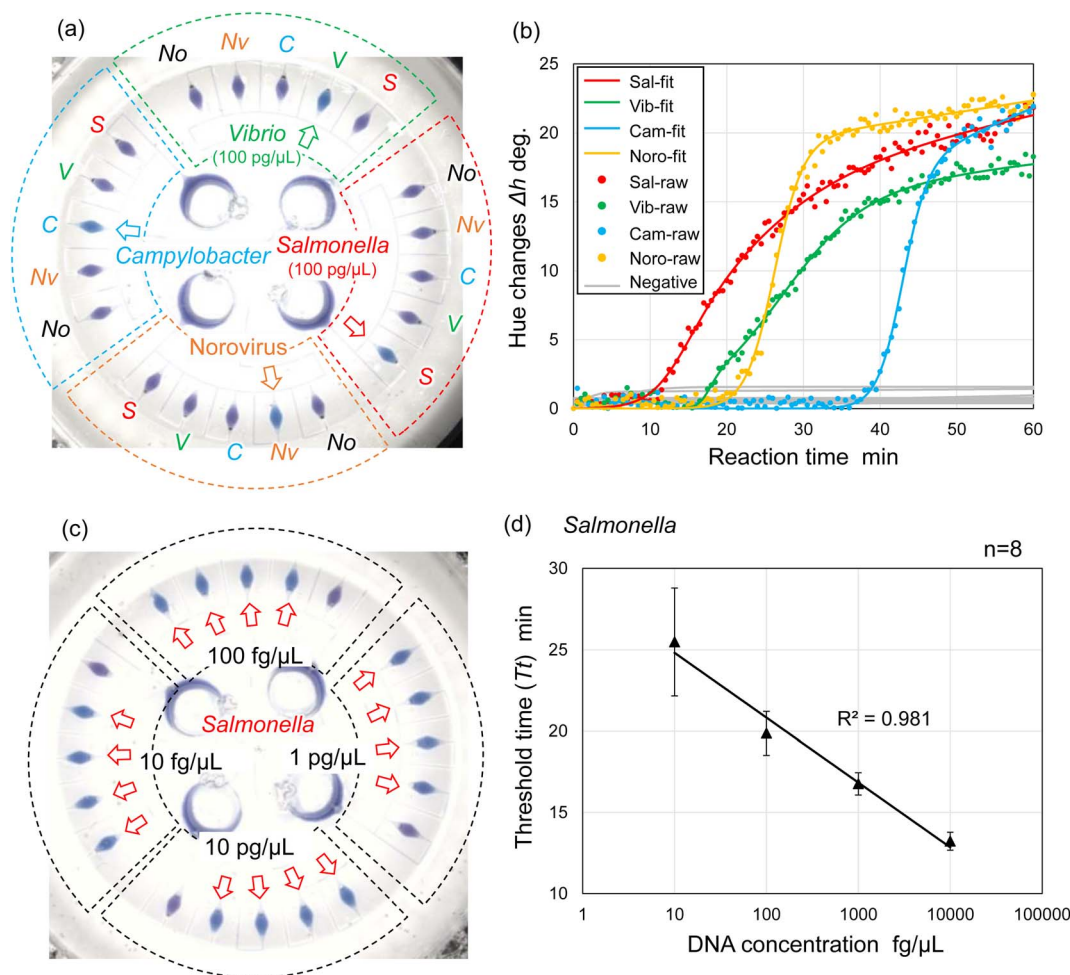 (a)
No
Nv
C
V
S
Vibrio
(100 pg/μL)
S
V
C
Nv
No
Campylobacter
Salmonella
(100 pg/μL)
No
Nv
C
V
S
Norovirus
S
V
C
Nv
No
(b)
25
20
15
10
5
0
Hue changes Δh deg.
Sal-fit
Vib-fit
Cam-fit
Noro-fit
Sal-raw
Vib-raw
Cam-raw
Noro-raw
Negative
0
10
20
30
40
50
60
Reaction time min
(c)
100 fg/μL
Salmonella
10 fg/μL
1 pg/μL
10 pg/μL
(d)
Salmonella
n=8
30
25
20
15
10
Threshold time (Tt) min
R² = 0.981
1
10
100
1000
10000
100000
DNA concentration fg/μL